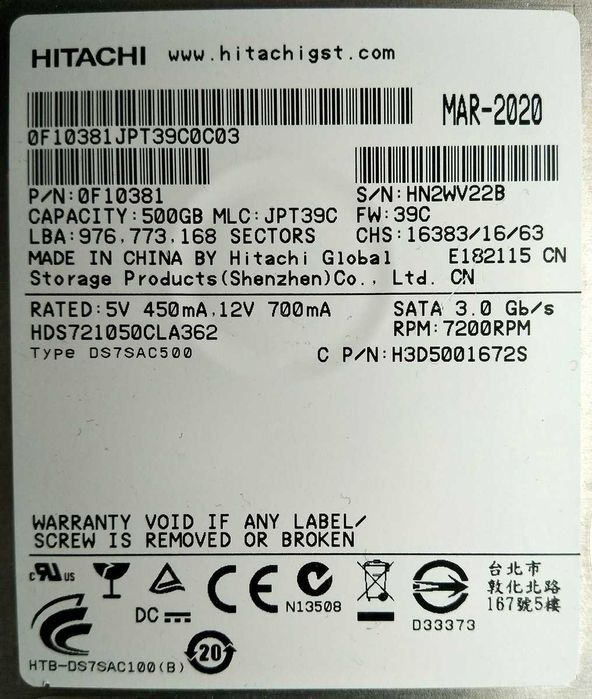 HITACHI www.hitachigst.com
MAR-2020
0F10381JPT39C0C03
P/N:0F10381 S/N:HN2WV22B
CAPACITY:500GB MLC:JPT39C FW:39C
LBA:976,773,168 SECTORS CHS:16383/16/63
MADE IN CHINA BY Hitachi Global E182115 CN
Storage Products(Shenzhen)Co., Ltd. CN
RATED:5V 450mA,12V 700mA SATA 3.0 Gb/s
HDS721050CLA362 RPM:7200RPM
Type DS7SAC500 C P/N:H3D5001672S
WARRANTY VOID IF ANY LABEL/
SCREW IS REMOVED OR BROKEN
c RU US
DC
CE
N13508
D33373
台北市
敦化北路
167號5樓
20
HTB-DS7SAC100(B)